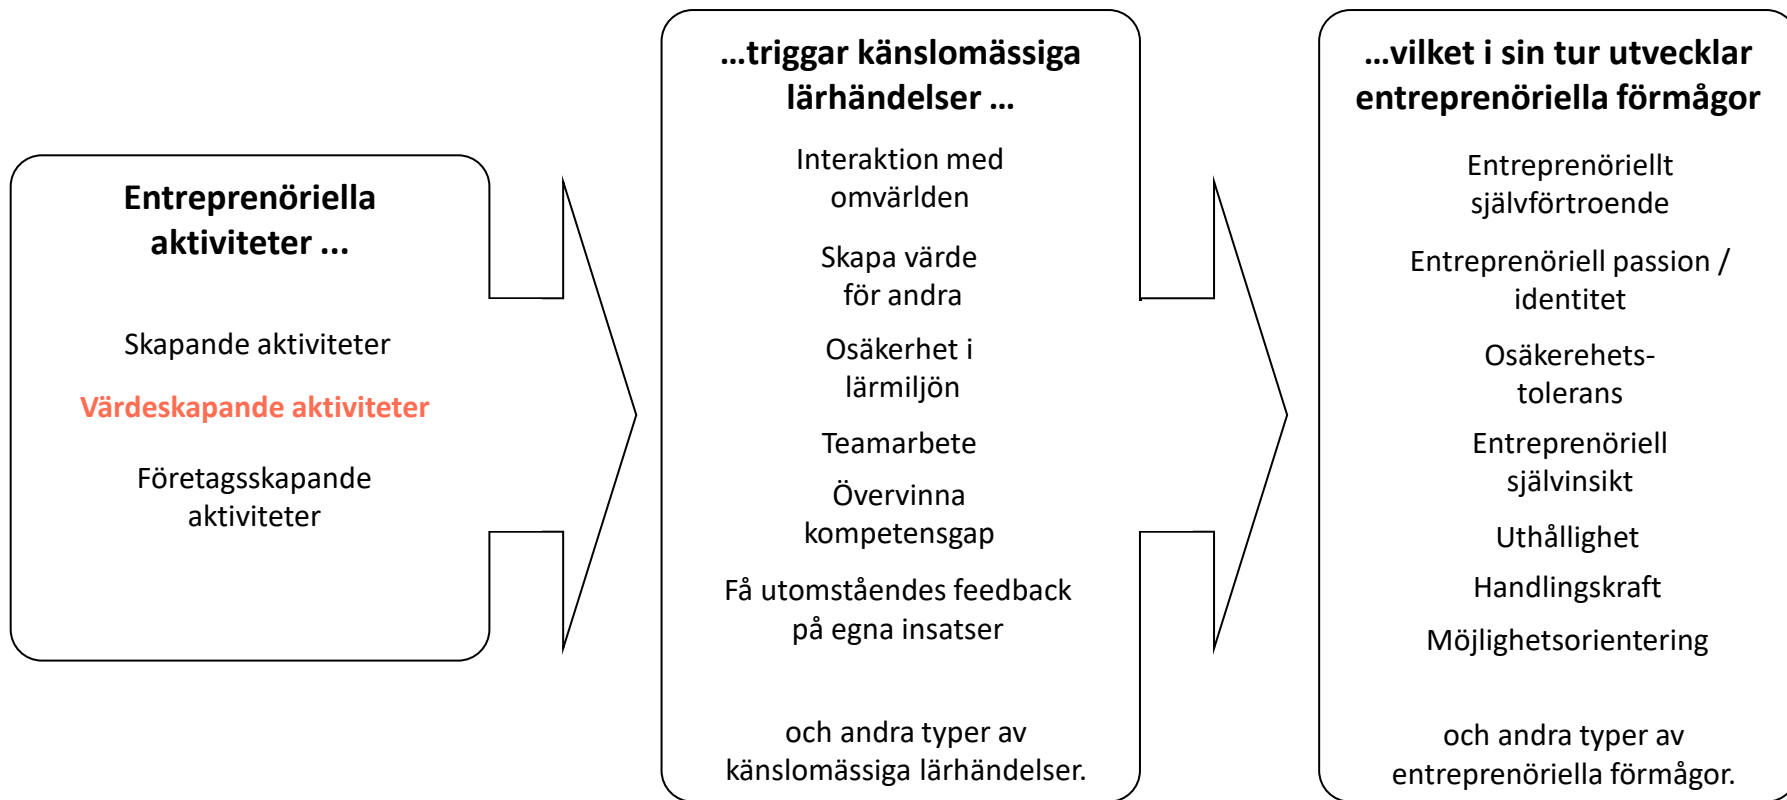 Entreprenöriella
aktiviteter ...
Skapande aktiviteter
Värdeskapande aktiviteter
Företagsskapande
aktiviteter
...triggar känslomässiga
lärhändelser ...
Interaktion med
omvärlden
Skapa värde
för andra
Osäkerhet i
lärmiljön
Teamarbete
Övervinna
kompetensgap
Få utomståendes feedback
på egna insatser
och andra typer av
känslomässiga lärhändelser.
...vilket i sin tur utvecklar
entreprenöriella förmågor
Entreprenöriellt
självförtroende
Entreprenöriell passion /
identitet
Osäkerehets-
tolerans
Entreprenöriell
självinsikt
Uthållighet
Handlingskraft
Möjlighetsorientering
och andra typer av
entreprenöriella förmågor.